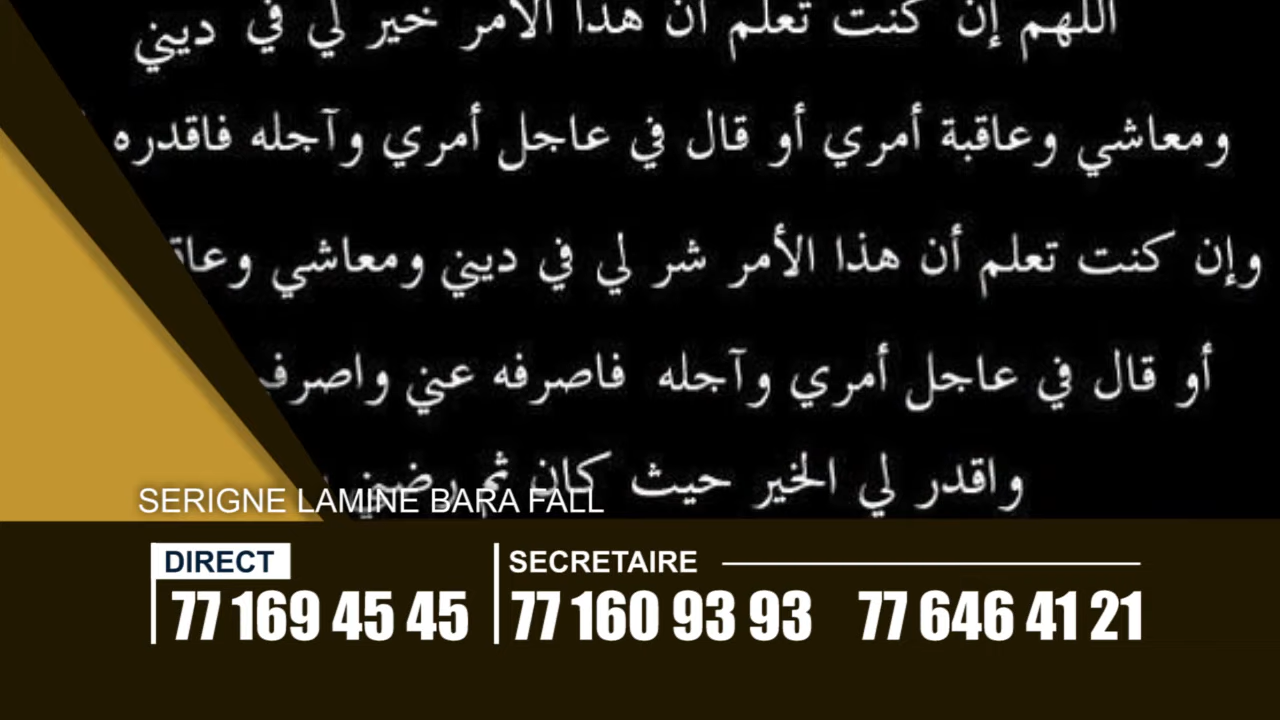 اللهم إن كنت تعلم أن هذا الأمر خير لي في ديني
ومعاشي وعاقبة أمري أو قال في عاجل أمري وآجله فاقدره
وإن كنت تعلم أن هذا الأمر شر لي في ديني ومعاشي
أو قال في عاجل أمري وآجله فاصرفه عني
واقدر لي الخير حيث كان ثم رضني
SERIGNE LAMINE BARA FALL
DIRECT
77 169 45 45
SECRETAIRE
77 160 93 93 77 646 41 21